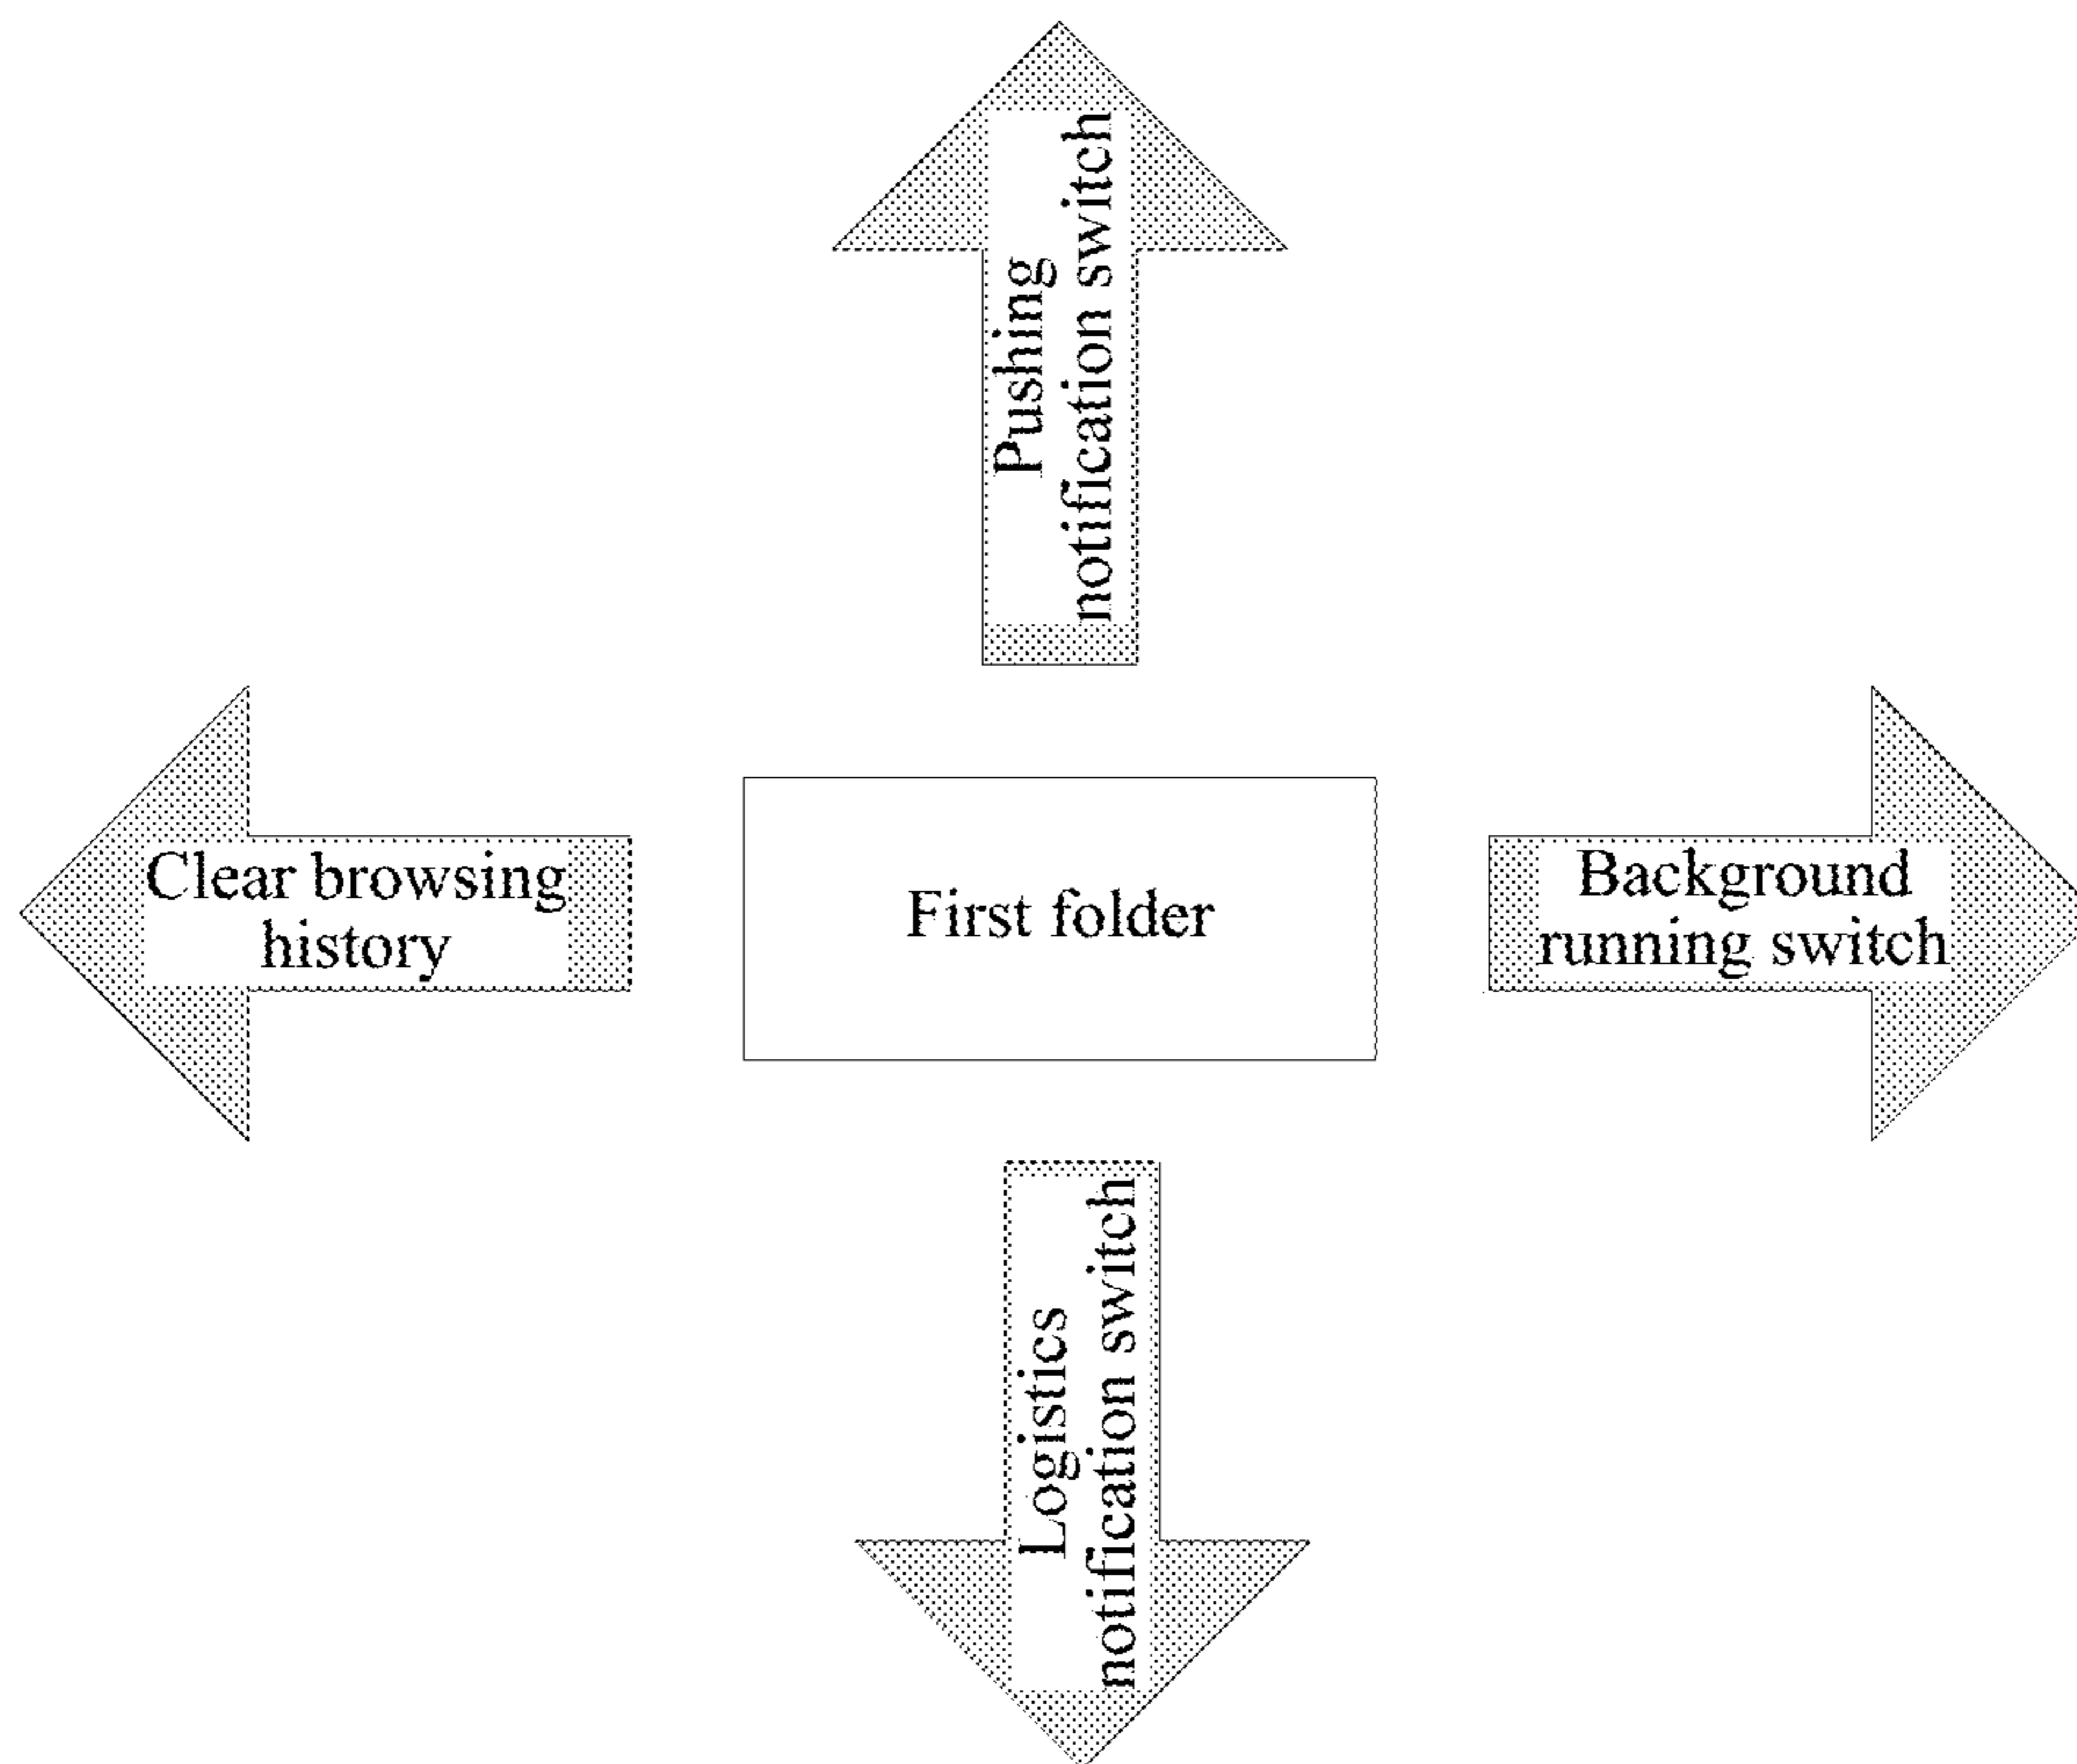 Pushing
notification switch
Clear browsing
history
First folder
Background
running switch
Logistics
notification switch